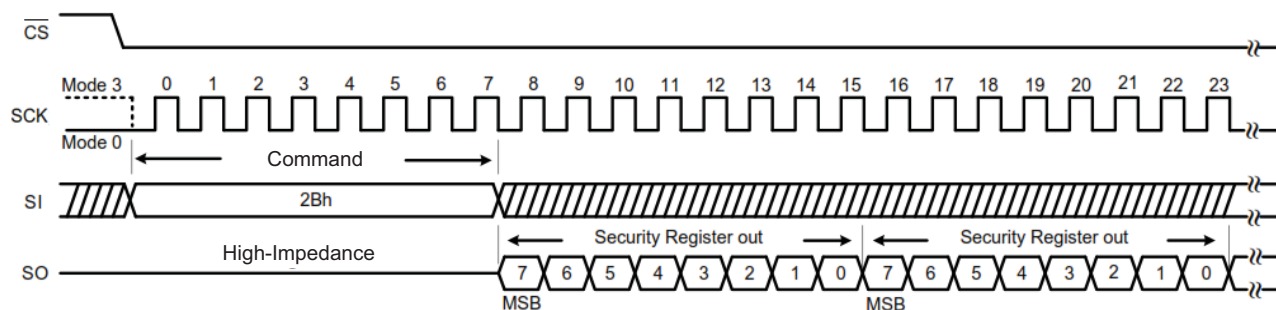 CS
Mode 3 0 1 2 3 4 5 6 7 8 9 10 11 12 13 14 15 16 17 18 19 20 21 22 23
SCK
Mode 0
Command
SI 2Bh
High-Impedance Security Register out Security Register out
SO 7 6 5 4 3 2 1 0 7 6 5 4 3 2 1 0
MSB MSB